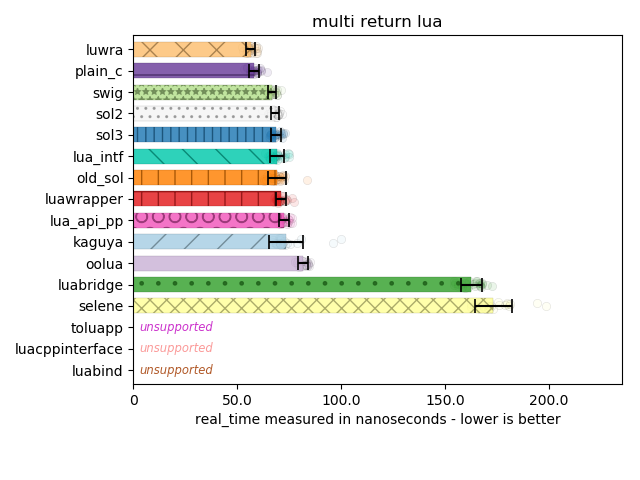 multi return lua
luwra
plain_c
swig
sol2
sol3
lua_intf
old_sol
luawrapper
lua_api_pp
kaguya
oolua
luabridge
selene
toluapp unsupported
luacppinterface unsupported
luabind unsupported
0 50.0 100.0 150.0 200.0
real_time measured in nanoseconds - lower is better